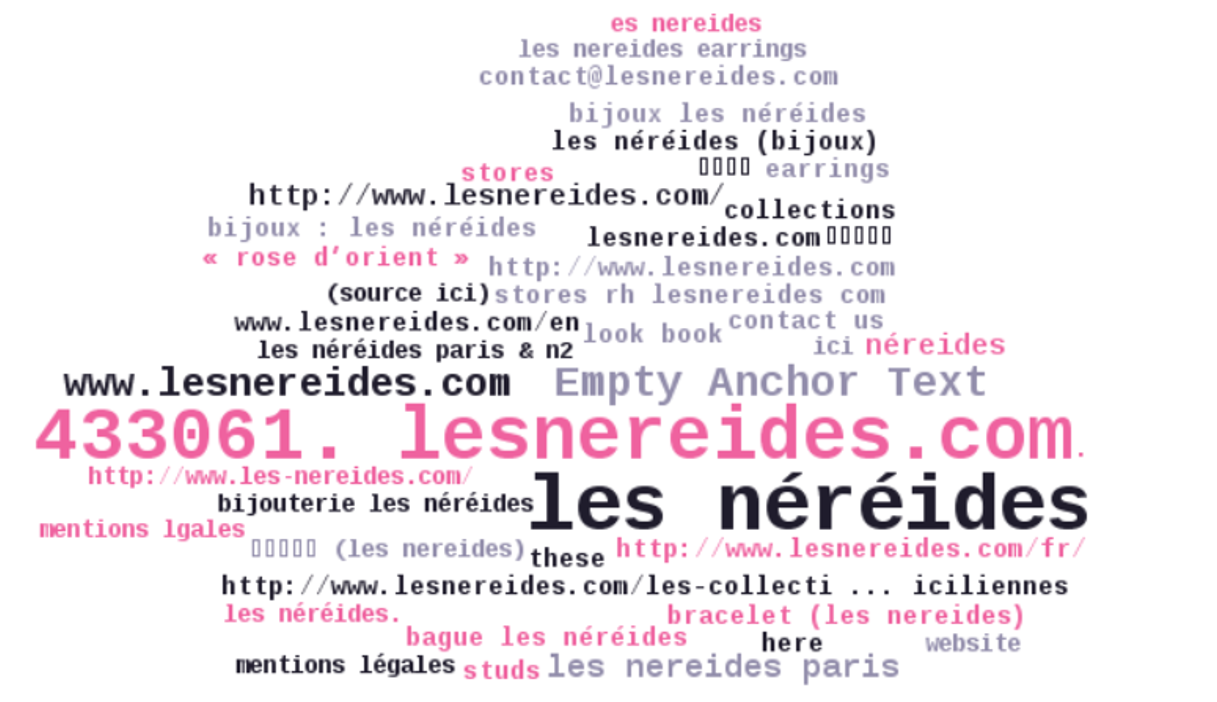 es nereides
les nereides earrings
contact@lesnereides.com
bijoux les néréides
les néréides (bijoux)
stores
earrings
http://www.lesnereides.com/
collections
bijoux : les néréides
lesnereides.com
« rose d’orient »
http://www.lesnereides.com
(source ici)
stores rh lesnereides com
www.lesnereides.com/en
look book
contact us
les néréides paris & n2
ici
néreides
www.lesnereides.com
Empty Anchor Text
433061. lesnereides.com.
http://www.les-nereides.com/
les néréides
bijouterie les néréides
mentions lgales
(les nereides)
these
http://www.lesnereides.com/fr/
http://www.lesnereides.com/les-collecti ... iciliennes
les néréides.
bracelet (les nereides)
bague les néréides
here
website
mentions légales
studs
les nereides paris